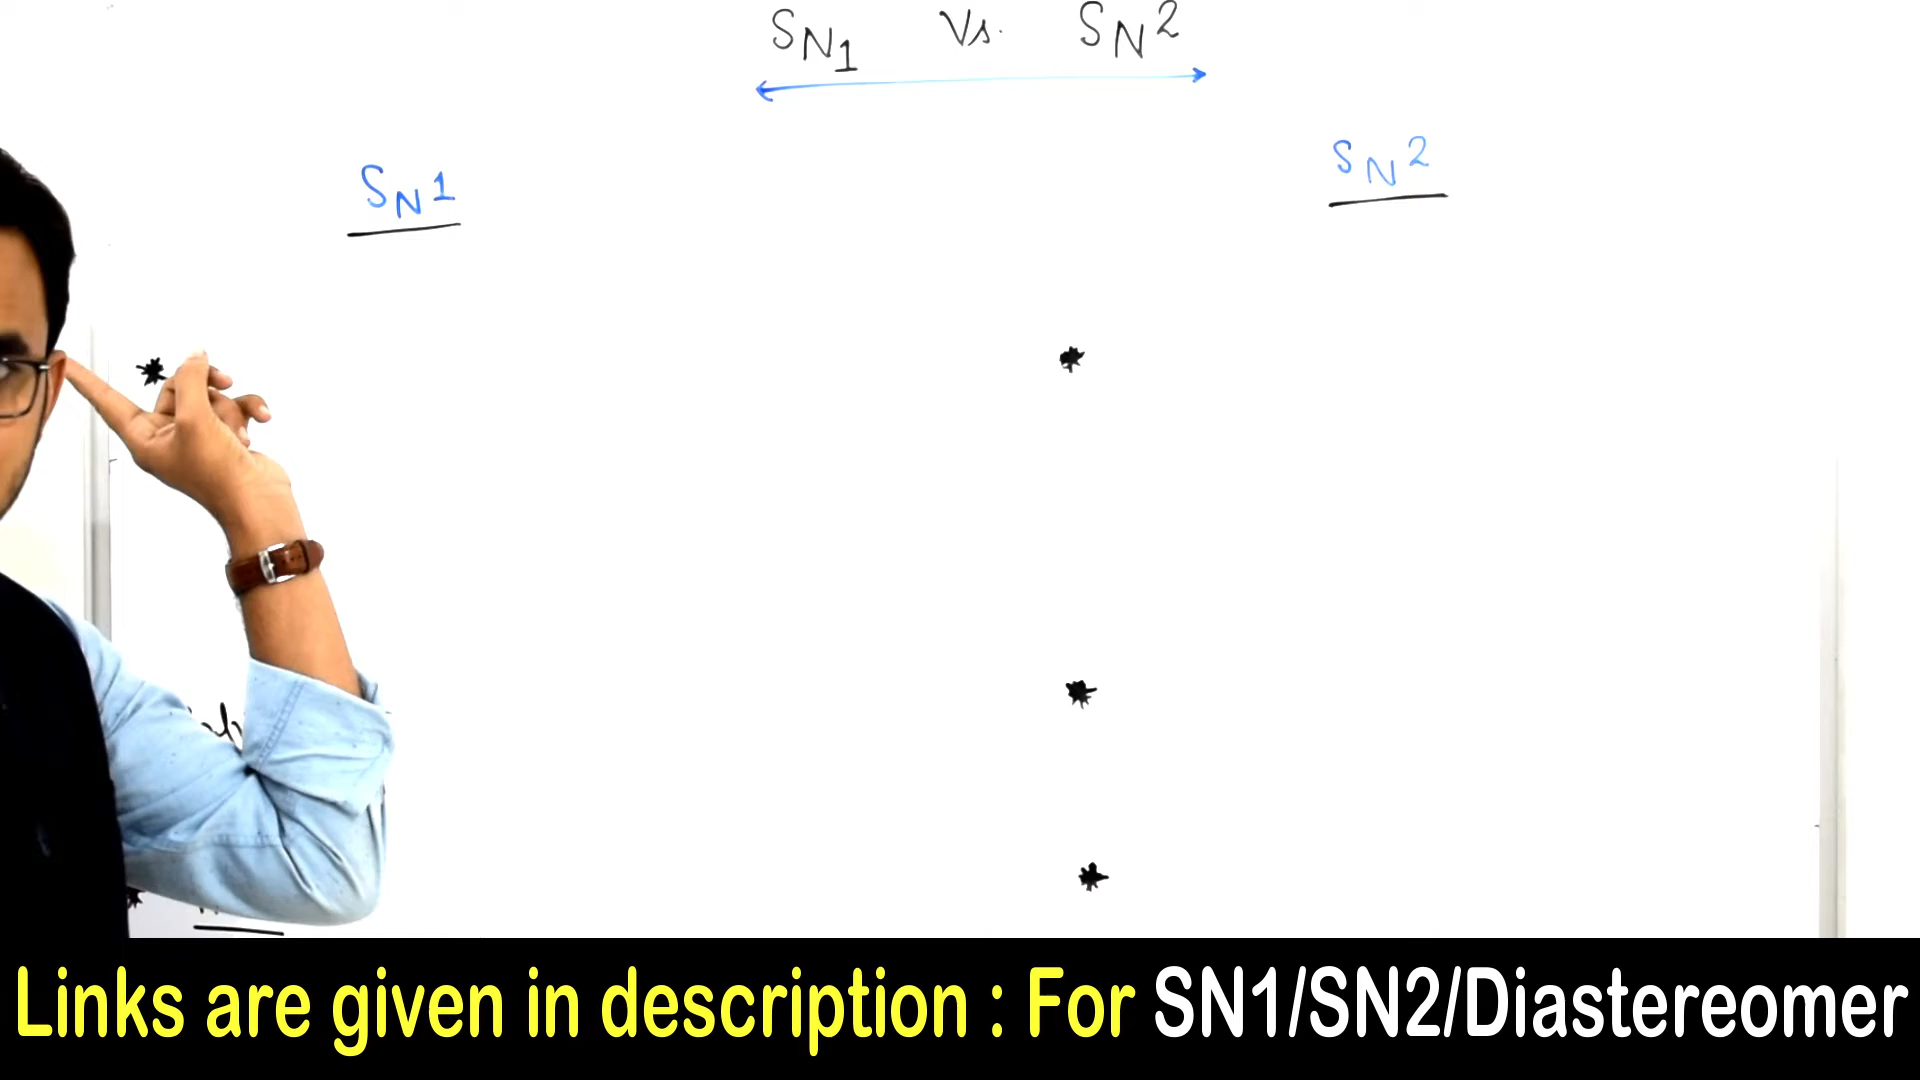 SN1 Vs. SN2
SN1
SN2
Links are given in description : For SN1/SN2/Diastereomer